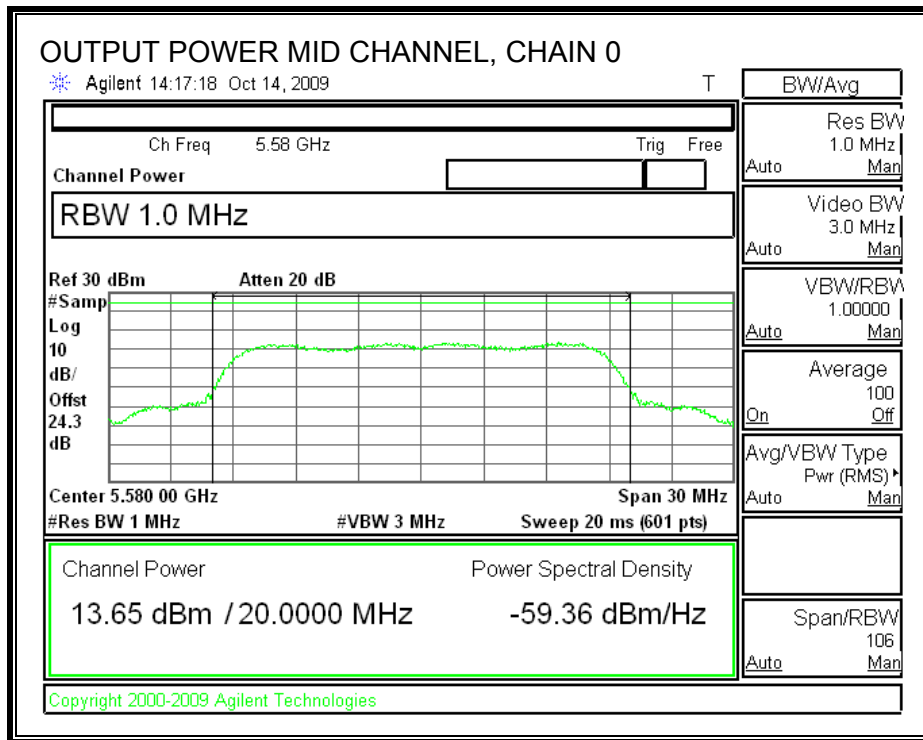 OUTPUT POWER MID CHANNEL, CHAIN 0
Agilent 14:17:18 Oct 14, 2009 T
BW/Avg
Ch Freq 5.58 GHz Trig Free
Channel Power
RBW 1.0 MHz
Ref 30 dBm Atten 20 dB
#Samp
Log
10
dB/
Offst
24.3
dB
Center 5.580 00 GHz Span 30 MHz
#Res BW 1 MHz #VBW 3 MHz Sweep 20 ms (601 pts)
Channel Power Power Spectral Density
13.65 dBm / 20.0000 MHz -59.36 dBm/Hz
Copyright 2000-2009 Agilent Technologies
Res BW
1.0 MHz
Auto Man
Video BW
3.0 MHz
Auto Man
VBW/RBW
1.00000
Auto Man
Average
100
On Off
Avg/VBW Type
Pwr (RMS)
Auto Man
Span/RBW
106
Auto Man